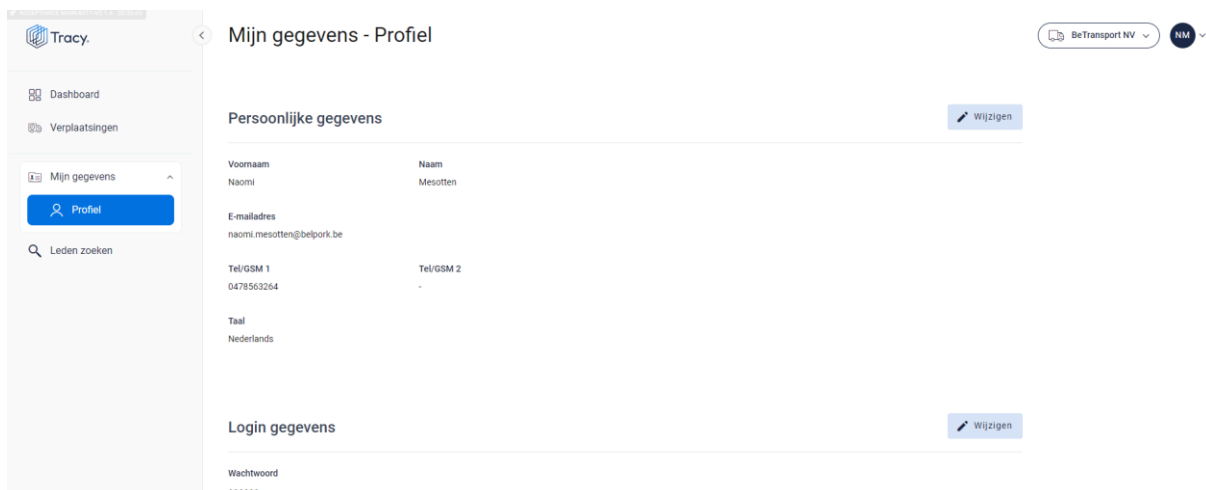 Tracy.
Mijn gegevens - Profiel
BeTransport NV
NM
Dashboard
Verplaatsingen
Mijn gegevens
Profiel
Leden zoeken
Persoonlijke gegevens
Wijzigen
Voornaam Naam
Naomi Mesotten
E-mailadres
naomi.mesotten@belpork.be
Tel/GSM 1 Tel/GSM 2
0478563264 -
Taal
Nederlands
Login gegevens
Wijzigen
Wachtwoord